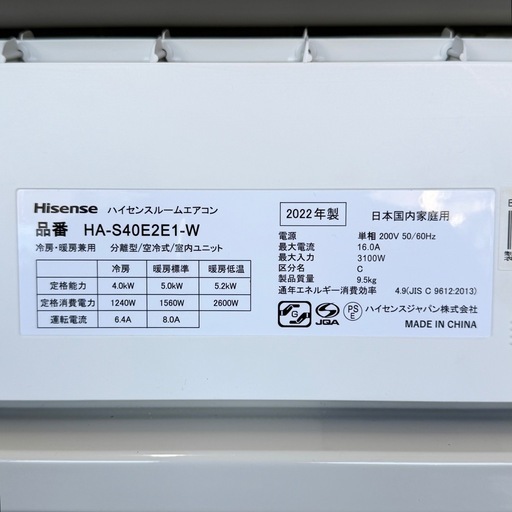 Hisense ハイセンスルームエアコン
品番 HA-S40E2E1-W
冷房・暖房兼用 分離型/空冷式/室内ユニット
冷房 暖房標準 暖房低温
定格能力 4.0kW 5.0kW 5.2kW
定格消費電力 1240W 1560W 2600W
運転電流 6.4A 8.0A
2022年製 日本国内家庭用
電源 単相 200V 50/60Hz
最大電流 16.0A
最大入力 3100W
区分名 C
製品質量 9.5kg
通年エネルギー消費効率 4.9(JIS C 9612:2013)
G JQA PS E ハイセンスジャパン株式会社
MADE IN CHINA